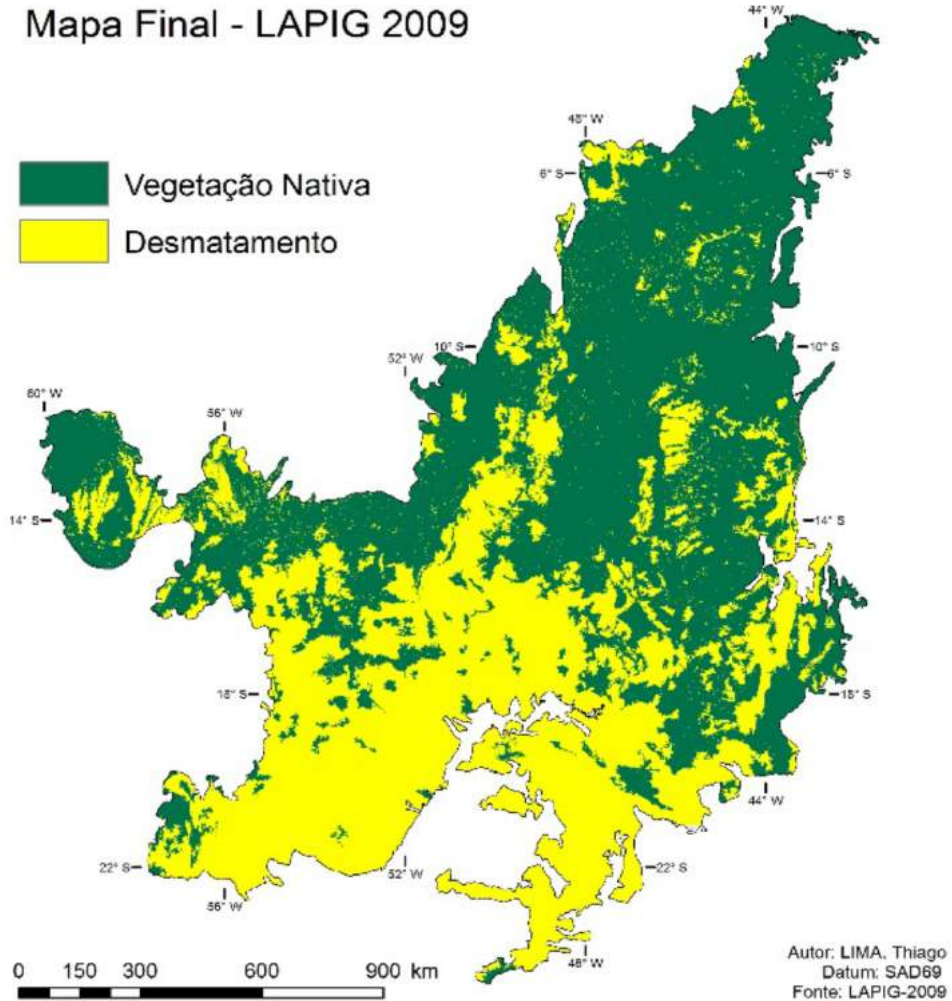 Mapa Final - LAPIG 2009
44° W
Vegetação Nativa
48° W
6° S
6° S
Desmatamento
10° S
10° S
52° W
60° W
56° W
14° S
14° S
18° S
18° S
44° W
22° S
52° W
22° S
56° W
48° W
0 150 300 600 900 km
Autor: LIMA, Thiago
Datum: SAD69
Fonte: LAPIG-2009